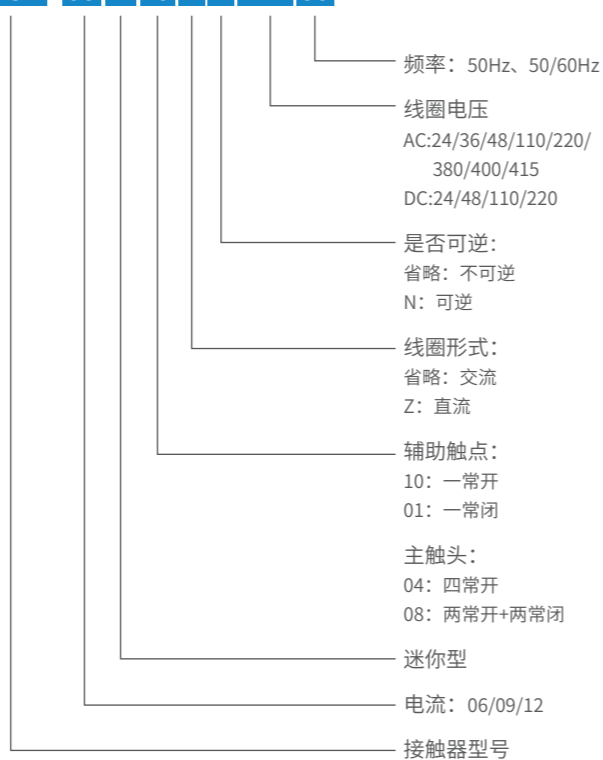 频率：50Hz、50/60Hz
线圈电压
AC:24/36/48/110/220/
380/400/415
DC:24/48/110/220
是否可逆:
省略：不可逆
N：可逆
线圈形式：
省略：交流
Z：直流
辅助触点：
10：一常开
01：一常闭
主触头：
04：四常开
08：两常开+两常闭
迷你型
电流：06/09/12
接触器型号